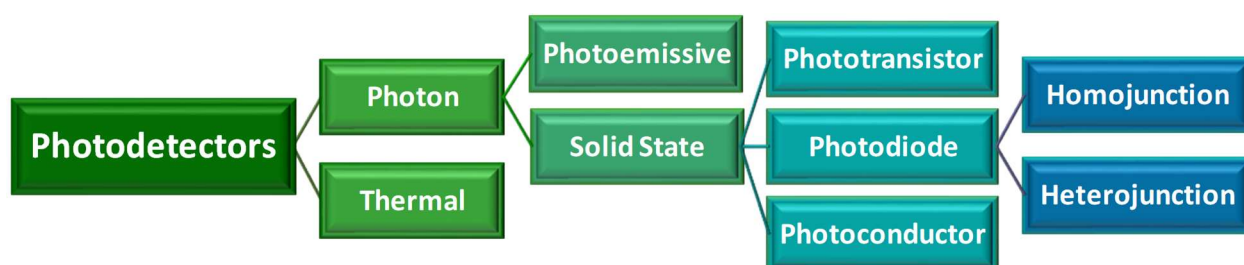 Photodetectors
Photon
Thermal
Photoemissive
Solid State
Phototransistor
Photodiode
Photoconductor
Homojunction
Heterojunction